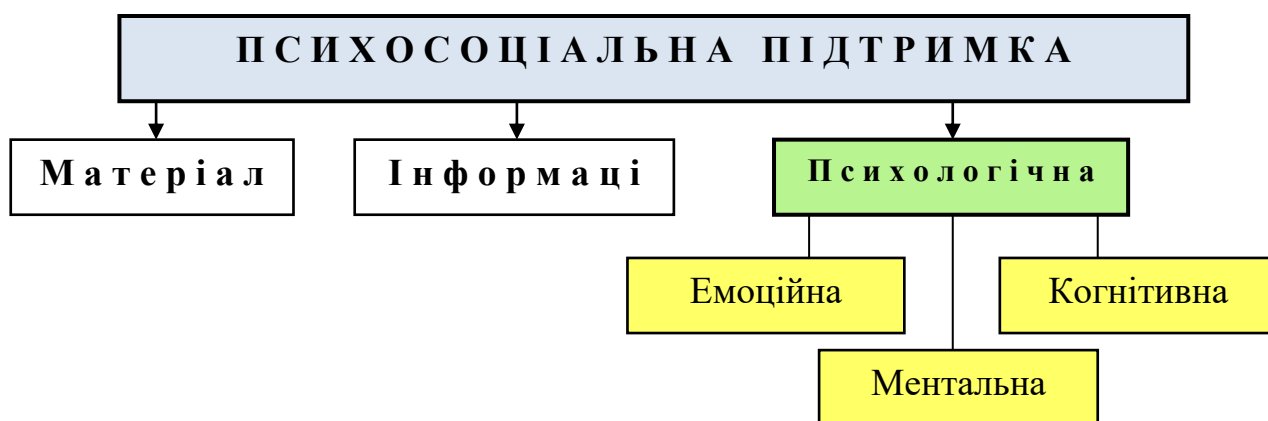 ПСИХОСОЦІАЛЬНА ПІДТРИМКА
Матеріал
Інформаці
Психологічна
Емоційна
Когнітивна
Ментальна